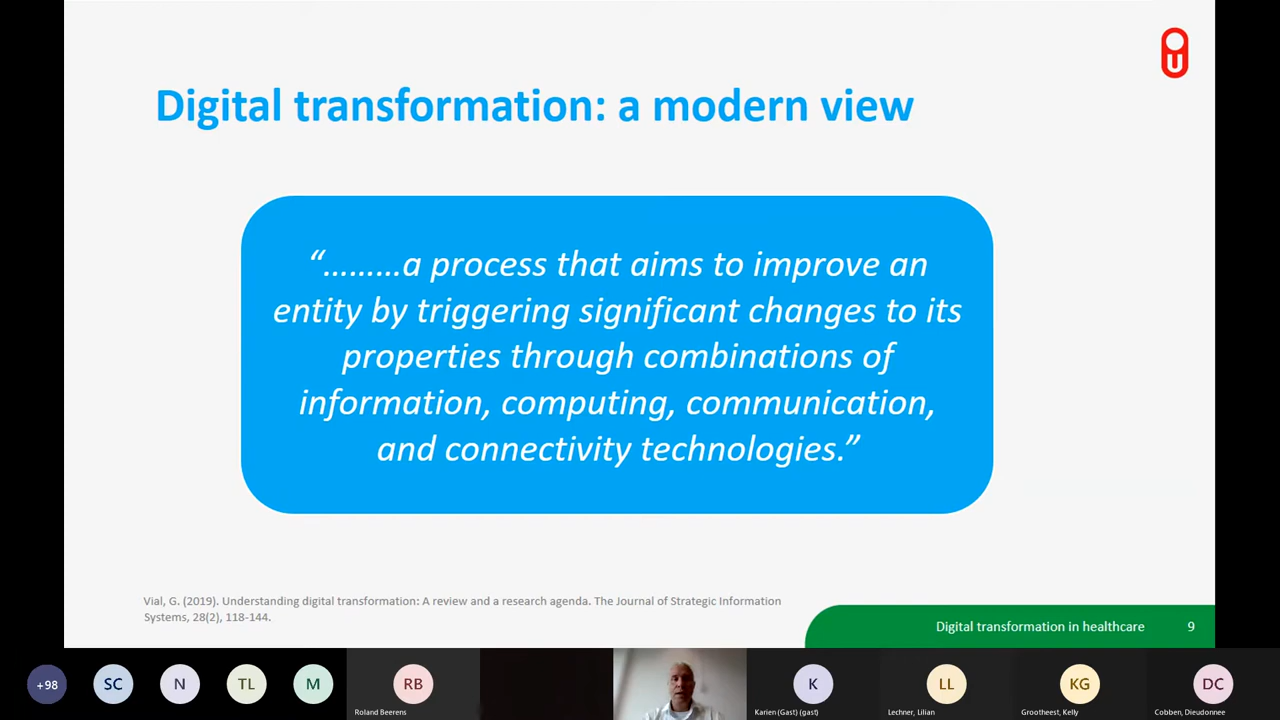 Digital transformation: a modern view
“………a process that aims to improve an
entity by triggering significant changes to its
properties through combinations of
information, computing, communication,
and connectivity technologies.”
Vial, G. (2019). Understanding digital transformation: A review and a research agenda. The Journal of Strategic Information
Systems, 28(2), 118-144.
Digital transformation in healthcare 9
+98 SC N TL M RB K LL KG DC
Roland Beerens Karien (Gast) (gast) Lechner, Lilian Grootheest, Kelly Cobben, Dieudonnee